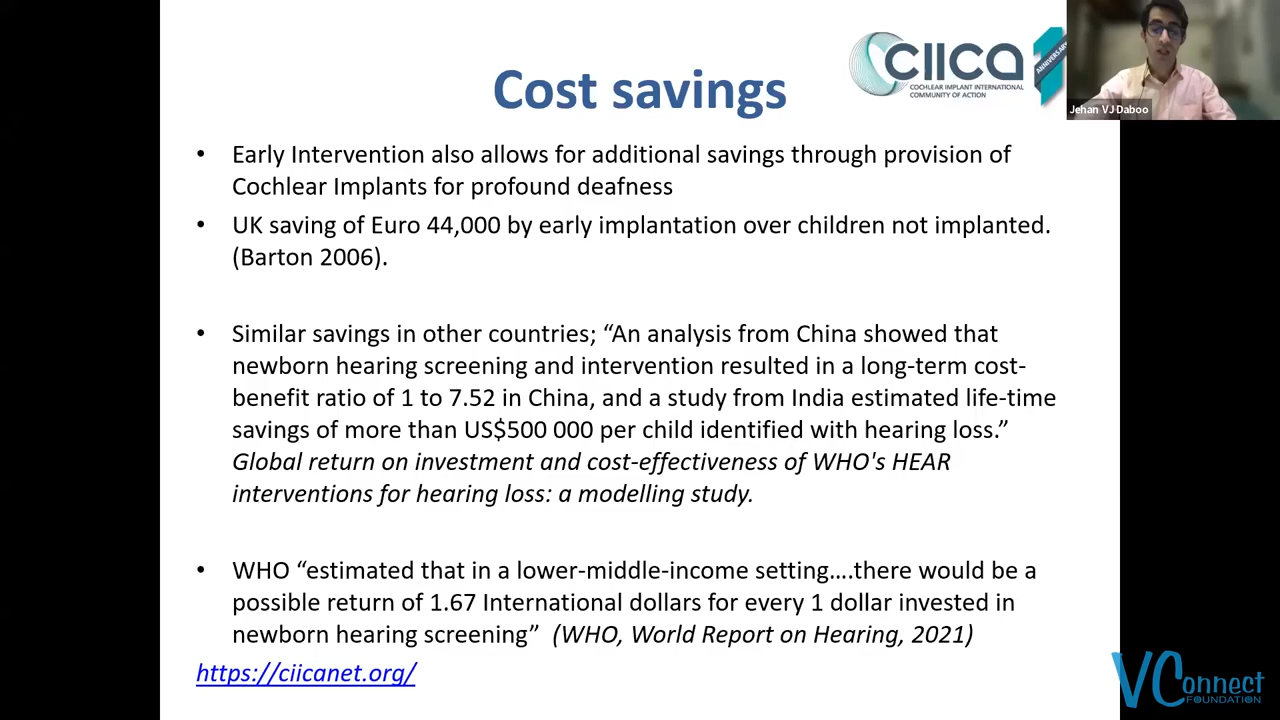 ciica
COCHLEAR IMPLANT INTERNATIONAL
COMMUNITY OF ACTION
1
ANNIVERSARY
Jehan VJ Daboo
Cost savings
• Early Intervention also allows for additional savings through provision of
Cochlear Implants for profound deafness
• UK saving of Euro 44,000 by early implantation over children not implanted.
(Barton 2006).
• Similar savings in other countries; “An analysis from China showed that
newborn hearing screening and intervention resulted in a long-term cost-
benefit ratio of 1 to 7.52 in China, and a study from India estimated life-time
savings of more than US$500 000 per child identified with hearing loss.”
Global return on investment and cost-effectiveness of WHO's HEAR
interventions for hearing loss: a modelling study.
• WHO “estimated that in a lower-middle-income setting….there would be a
possible return of 1.67 International dollars for every 1 dollar invested in
newborn hearing screening” (WHO, World Report on Hearing, 2021)
https://ciicanet.org/
VConnect
FOUNDATION